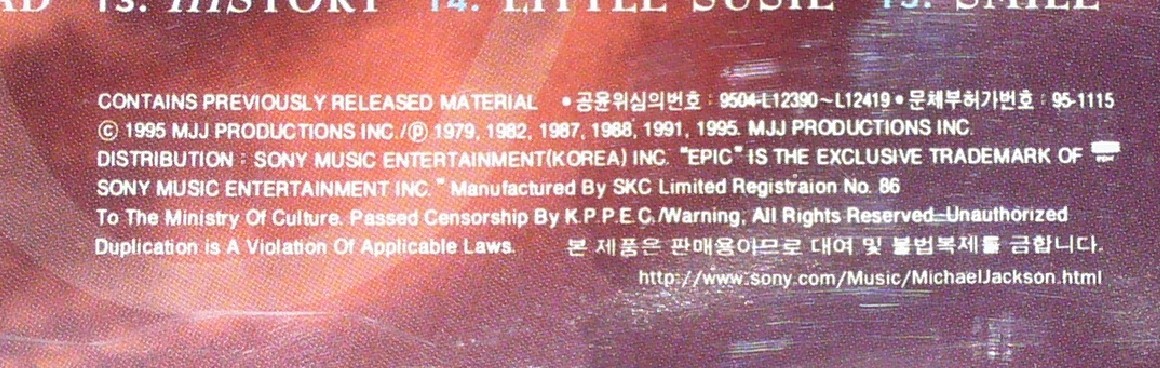 AD 13. HIStORY 14. LITTLE SUSIE 15. SMILE
CONTAINS PREVIOUSLY RELEASED MATERIAL •공윤위심의번호 : 9504-L12390~L12419 • 문체부허가번호 : 95-1115
Ⓒ 1995 MJJ PRODUCTIONS INC./Ⓟ 1979, 1982, 1987, 1988, 1991, 1995. MJJ PRODUCTIONS INC.
DISTRIBUTION : SONY MUSIC ENTERTAINMENT(KOREA) INC. "EPIC" IS THE EXCLUSIVE TRADEMARK OF
SONY MUSIC ENTERTAINMENT INC." Manufactured By SKC Limited Registraion No. 86
To The Ministry Of Culture. Passed Censorship By K.P.P.E.C./Warning, All Rights Reserved Unauthorized
Duplication is A Violation Of Applicable Laws. 본 제품은 판매용이므로 대여 및 불법복제를 금합니다.
http://www.sony.com/Music/MichaelJackson.html